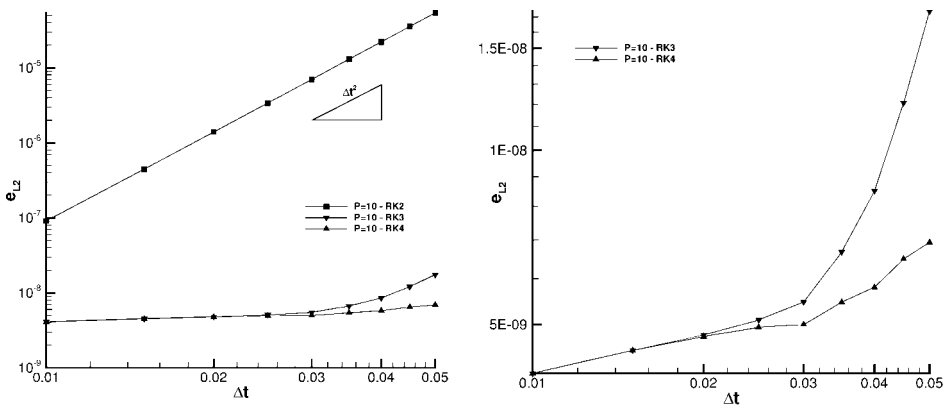 10⁻⁵
10⁻⁶
10⁻⁷
10⁻⁸
10⁻⁹
e_L2
Δt²
P=10 - RK2
P=10 - RK3
P=10 - RK4
0.01
0.02
0.03
0.04
0.05
Δt
1.5E-08
1E-08
5E-09
e_L2
P=10 - RK3
P=10 - RK4
0.01
0.02
0.03
0.04
0.05
Δt